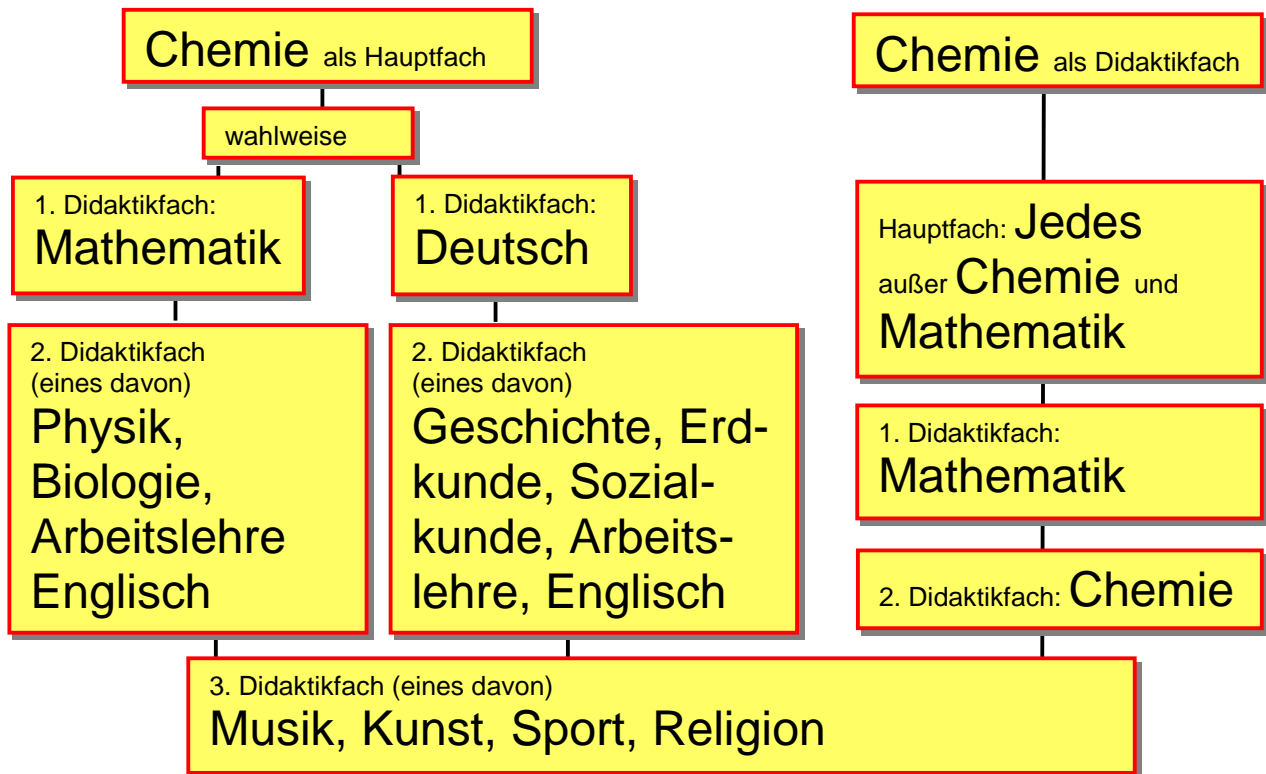 Chemie als Hauptfach
wahlweise
1. Didaktikfach:
Mathematik
1. Didaktikfach:
Deutsch
2. Didaktikfach
(eines davon)
Physik,
Biologie,
Arbeitslehre
Englisch
2. Didaktikfach
(eines davon)
Geschichte, Erd-
kunde, Sozial-
kunde, Arbeits-
lehre, Englisch
Chemie als Didaktikfach
Hauptfach: Jedes
außer Chemie und
Mathematik
1. Didaktikfach:
Mathematik
2. Didaktikfach: Chemie
3. Didaktikfach (eines davon)
Musik, Kunst, Sport, Religion